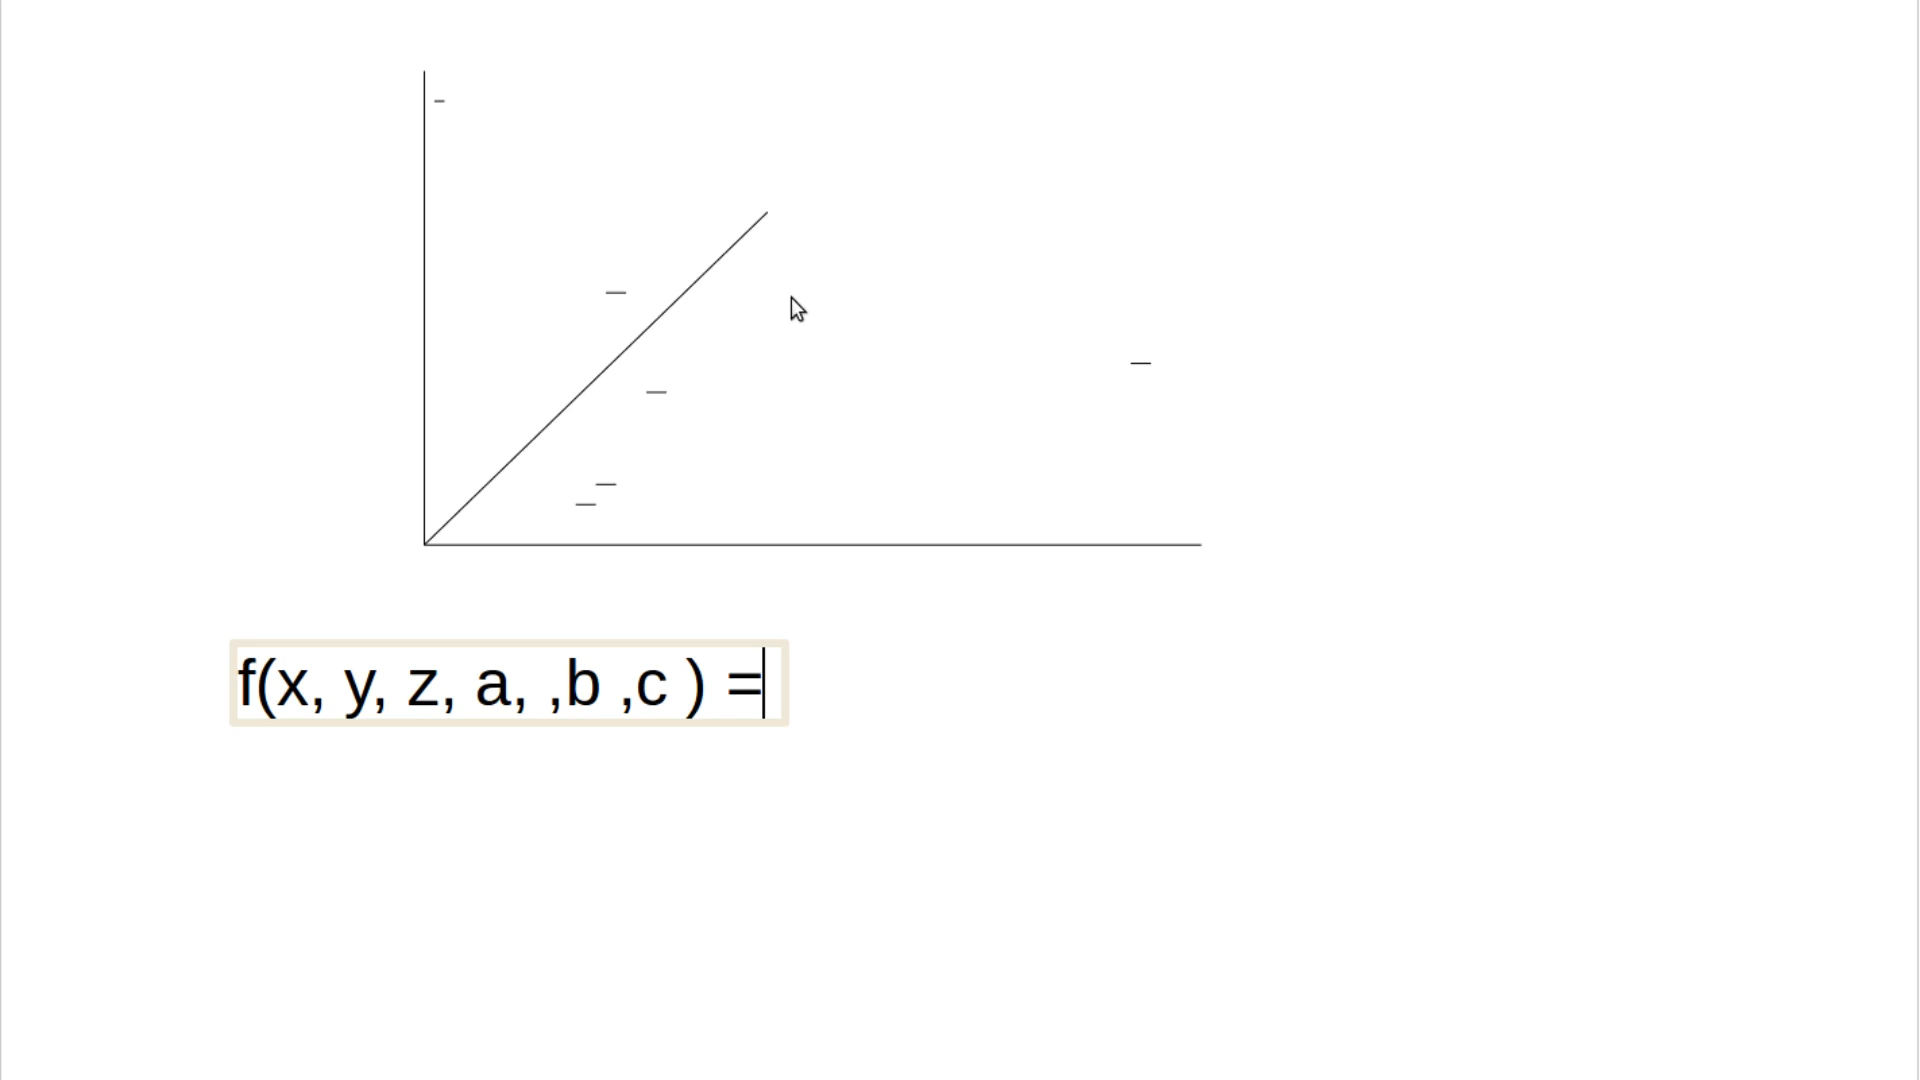 f(x, y, z, a, ,b ,c ) =